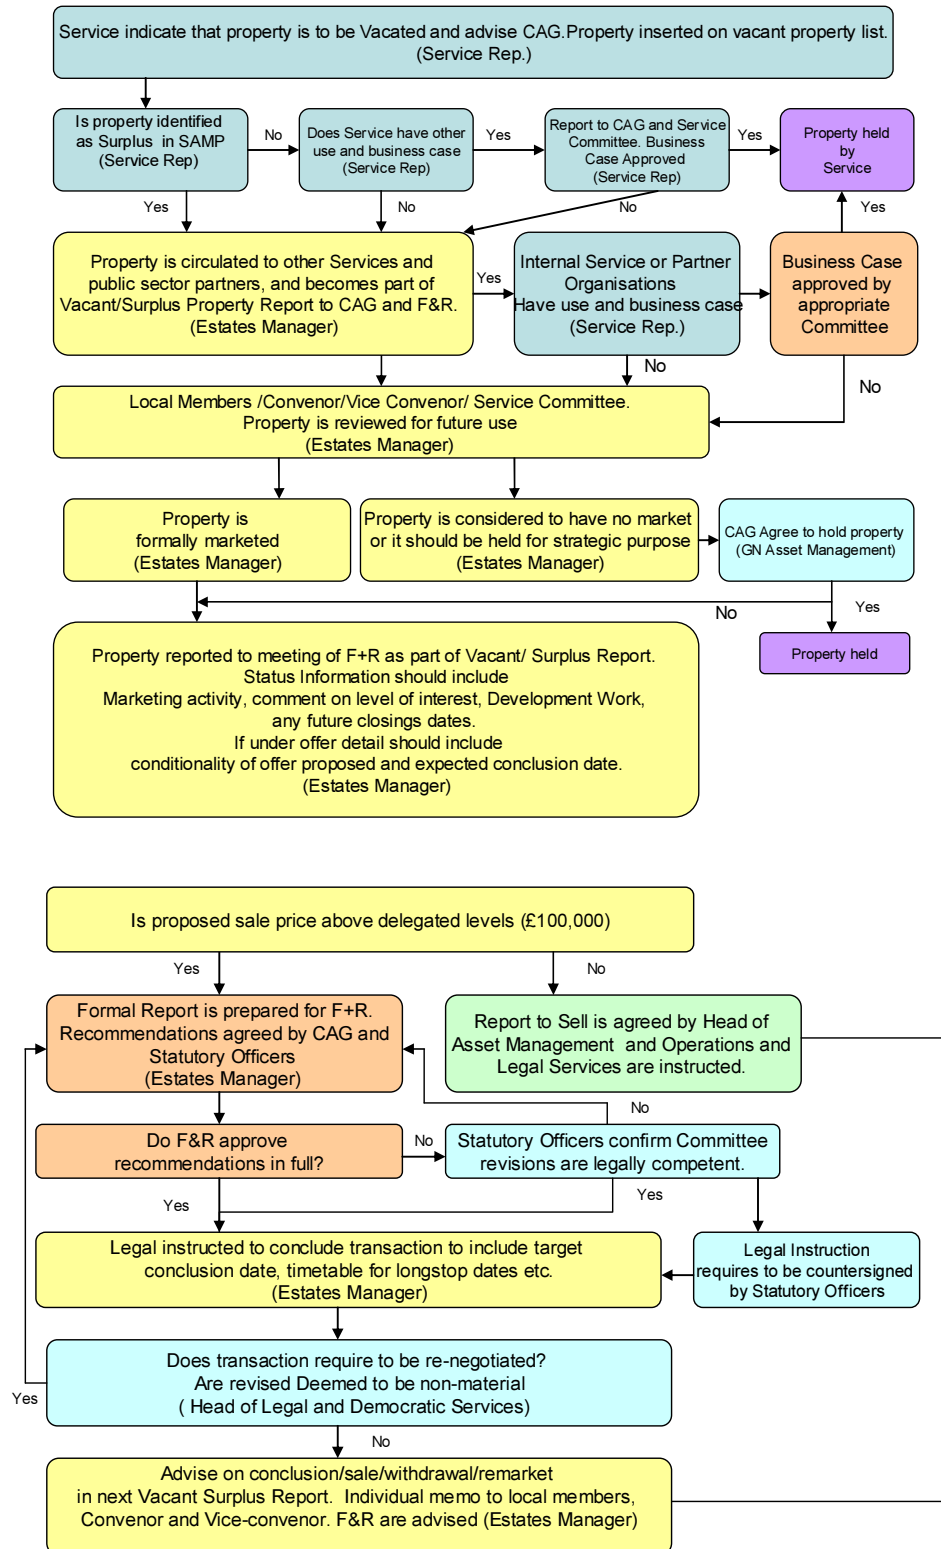 Service indicate that property is to be Vacated and advise CAG.Property inserted on vacant property list.
(Service Rep.)
Is property identified
as Surplus in SAMP
(Service Rep)
No
Does Service have other
use and business case
(Service Rep)
Yes
Report to CAG and Service
Committee. Business
Case Approved
(Service Rep)
Yes
Property held
by
Service
Yes
No
No
Yes
Property is circulated to other Services and
public sector partners, and becomes part of
Vacant/Surplus Property Report to CAG and F&R.
(Estates Manager)
Yes
Internal Service or Partner
Organisations
Have use and business case
(Service Rep.)
Business Case
approved by
appropriate
Committee
No
No
Local Members /Convenor/Vice Convenor/ Service Committee.
Property is reviewed for future use
(Estates Manager)
Property is
formally marketed
(Estates Manager)
Property is considered to have no market
or it should be held for strategic purpose
(Estates Manager)
CAG Agree to hold property
(GN Asset Management)
No
Yes
Property held
Property reported to meeting of F+R as part of Vacant/ Surplus Report.
Status Information should include
Marketing activity, comment on level of interest, Development Work,
any future closings dates.
If under offer detail should include
conditionality of offer proposed and expected conclusion date.
(Estates Manager)
Is proposed sale price above delegated levels (£100,000)
Yes
No
Formal Report is prepared for F+R.
Recommendations agreed by CAG and
Statutory Officers
(Estates Manager)
Report to Sell is agreed by Head of
Asset Management and Operations and
Legal Services are instructed.
No
Do F&R approve
recommendations in full?
No
Statutory Officers confirm Committee
revisions are legally competent.
Yes
Yes
Legal instructed to conclude transaction to include target
conclusion date, timetable for longstop dates etc.
(Estates Manager)
Legal Instruction
requires to be countersigned
by Statutory Officers
Does transaction require to be re-negotiated?
Are revised Deemed to be non-material
( Head of Legal and Democratic Services)
Yes
No
Advise on conclusion/sale/withdrawal/remarket
in next Vacant Surplus Report. Individual memo to local members,
Convenor and Vice-convenor. F&R are advised (Estates Manager)